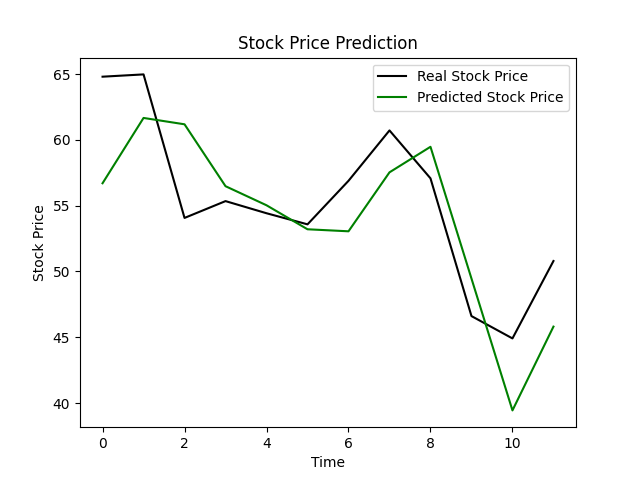 Stock Price Prediction
Real Stock Price
Predicted Stock Price
65
60
55
50
45
40
Stock Price
0 2 4 6 8 10
Time